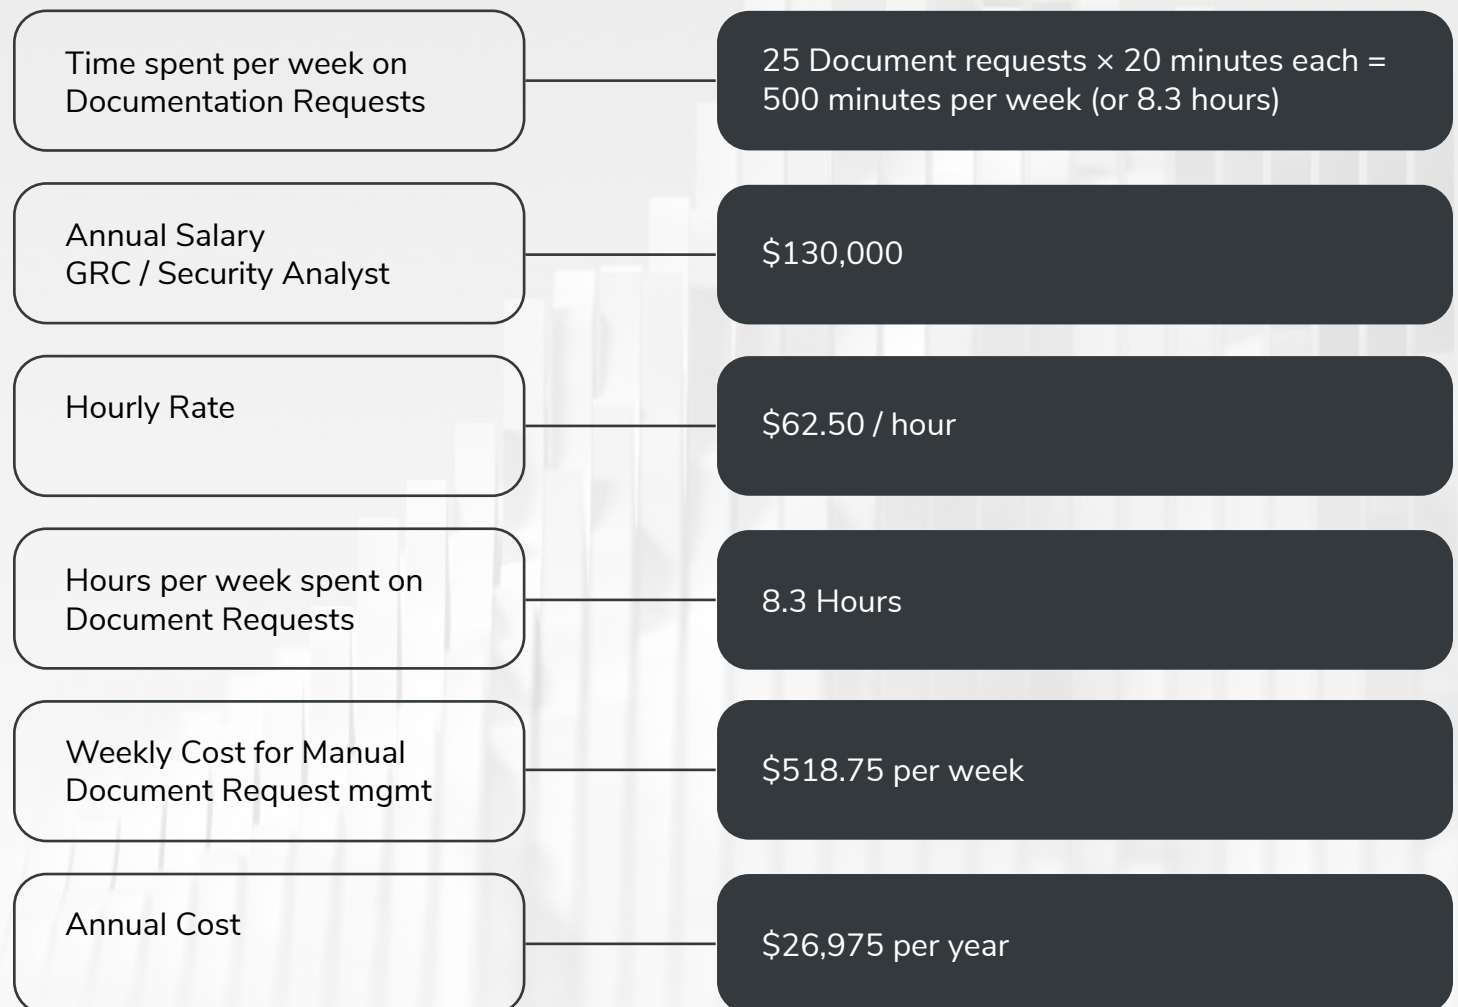 Time spent per week on
Documentation Requests
25 Document requests × 20 minutes each =
500 minutes per week (or 8.3 hours)
Annual Salary
GRC / Security Analyst
$130,000
Hourly Rate
$62.50 / hour
Hours per week spent on
Document Requests
8.3 Hours
Weekly Cost for Manual
Document Request mgmt
$518.75 per week
Annual Cost
$26,975 per year